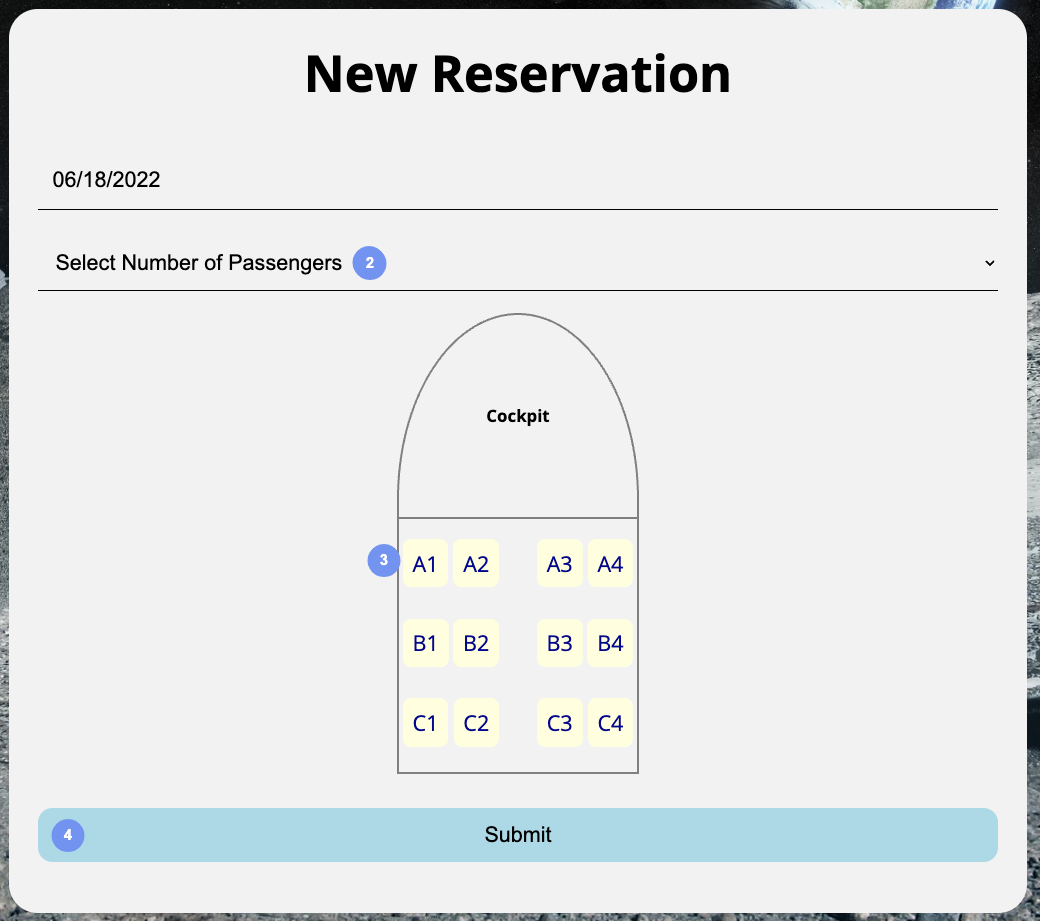 New Reservation
06/18/2022
Select Number of Passengers 2
Cockpit
3 A1 A2 A3 A4
B1 B2 B3 B4
C1 C2 C3 C4
4 Submit